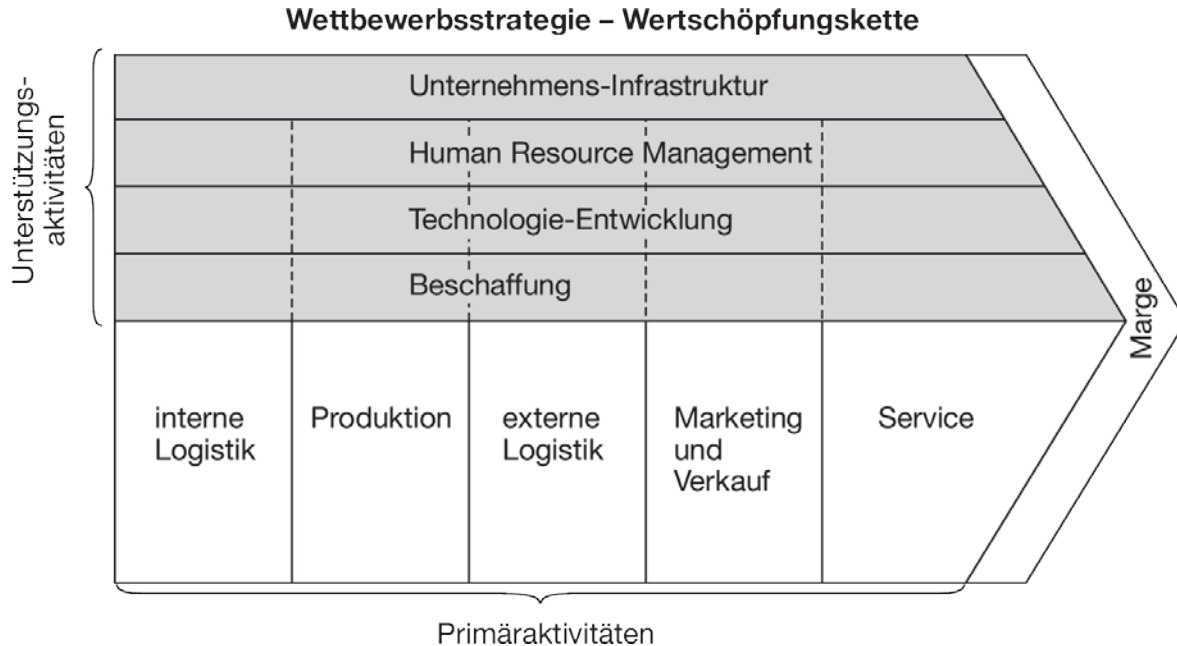 Wettbewerbsstrategie – Wertschöpfungskette
Unterstützungs-
aktivitäten
Unternehmens-Infrastruktur
Human Resource Management
Technologie-Entwicklung
Beschaffung
Marge
interne
Logistik
Produktion
externe
Logistik
Marketing
und
Verkauf
Service
Primäraktivitäten